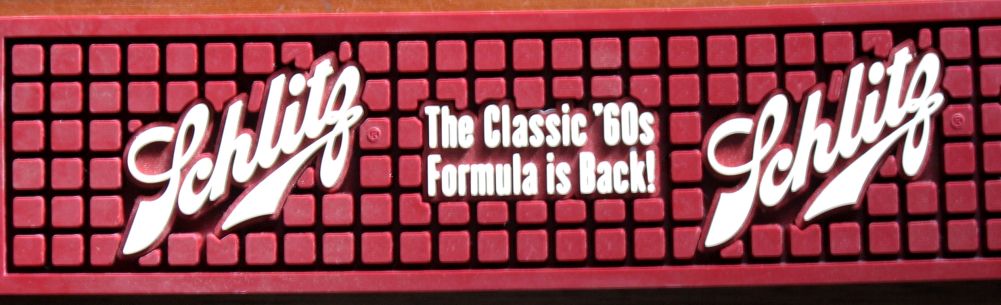 Schlitz
The Classic '60s
Formula is Back!
Schlitz